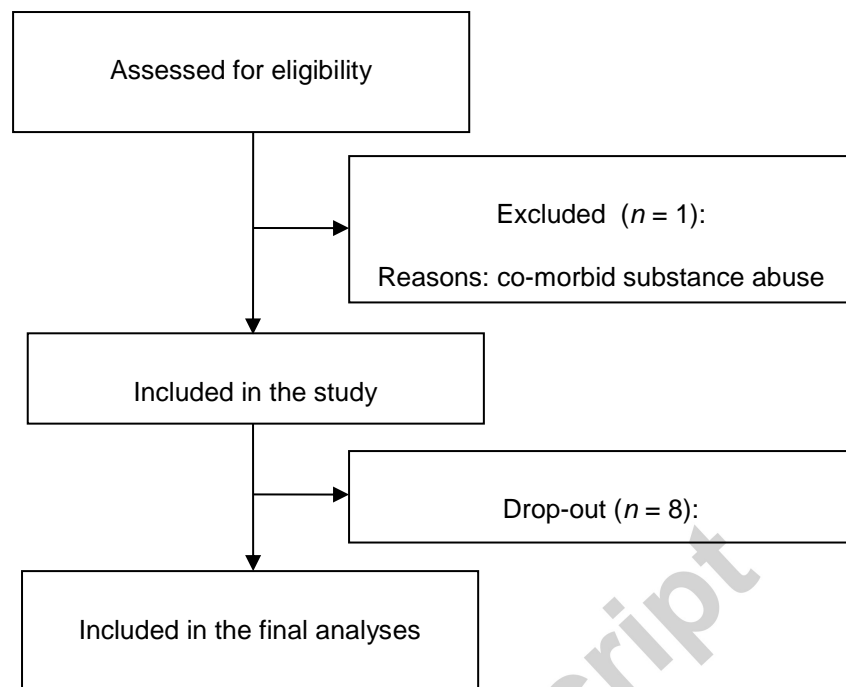 Assessed for eligibility
Excluded (n = 1):
Reasons: co-morbid substance abuse
Included in the study
Drop-out (n = 8):
Included in the final analyses
cript